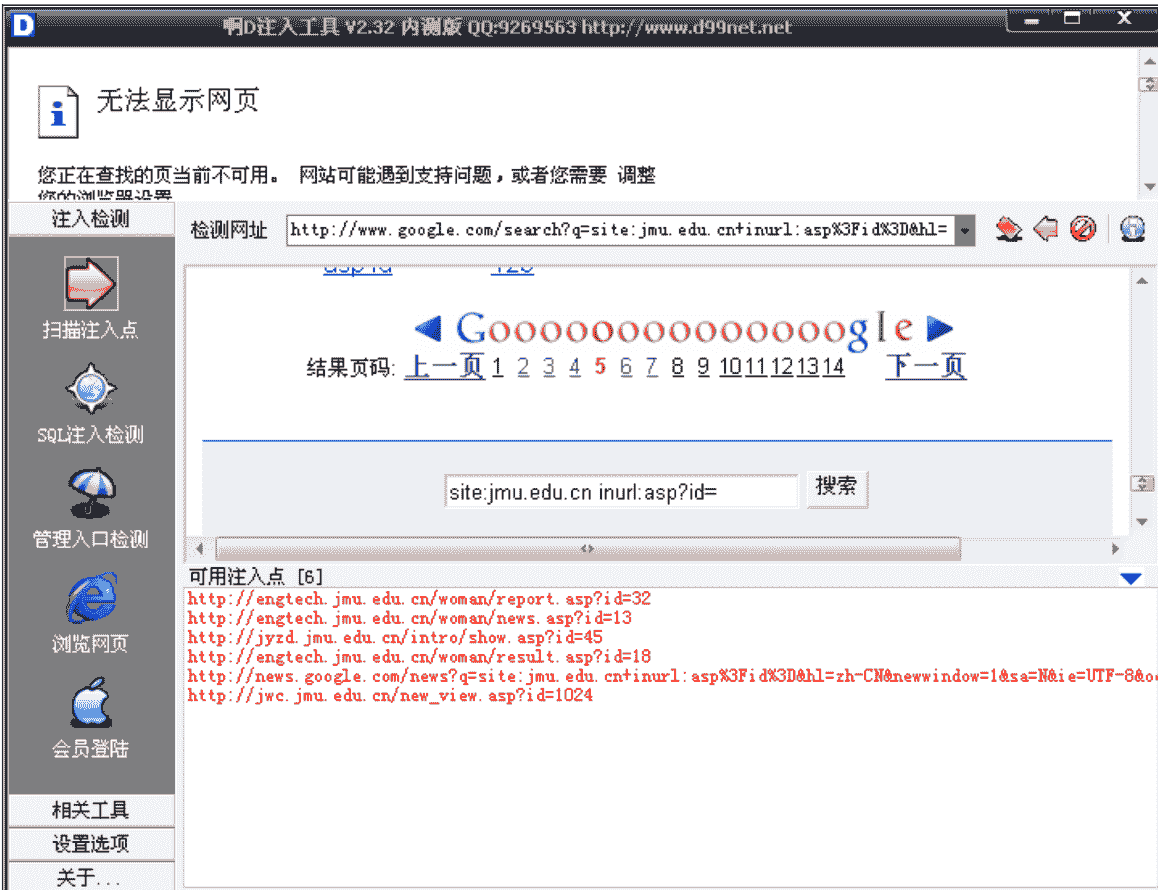 啊D注入工具 V2.32 内测版 QQ:9269563 http://www.d99net.net
无法显示网页
您正在查找的页当前不可用。 网站可能遇到支持问题，或者您需要 调整
您的浏览器设置
注入检测
检测网址
http://www.google.com/search?q=site:jmu.edu.cn+inurl:asp%3Fid%3D&hl=
扫描注入点
SQL注入检测
管理入口检测
浏览网页
会员登陆
相关工具
设置选项
关于...
Goooooooooooooogle
结果页码: 上一页 1 2 3 4 5 6 7 8 9 10 11 12 13 14 下一页
site:jmu.edu.cn inurl:asp?id=
搜索
可用注入点 [6]
http://engtech.jmu.edu.cn/woman/report.asp?id=32
http://engtech.jmu.edu.cn/woman/news.asp?id=13
http://jyzd.jmu.edu.cn/intro/show.asp?id=45
http://engtech.jmu.edu.cn/woman/result.asp?id=18
http://news.google.com/news?q=site:jmu.edu.cn+inurl:asp%3Fid%3D&hl=zh-CN&newwindow=1&sa=N&ie=UTF-8&o
http://jwc.jmu.edu.cn/new_view.asp?id=1024